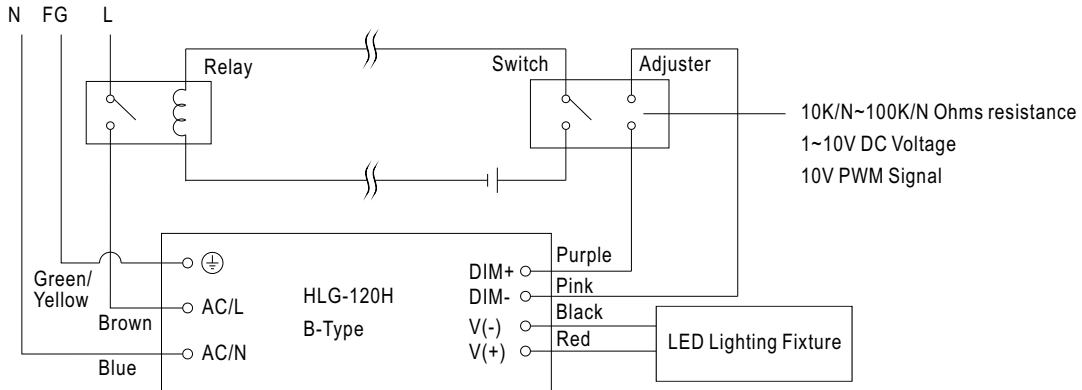 N FG L
Relay
Switch
Adjuster
10K/N~100K/N Ohms resistance
1~10V DC Voltage
10V PWM Signal
Green/
Yellow
Brown
Blue
AC/L
AC/N
HLG-120H
B-Type
DIM+
DIM-
V(-)
V(+)
Purple
Pink
Black
Red
LED Lighting Fixture